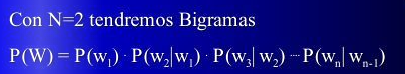 Con N=2 tendremos Bigramas
P(W) = P(w₁) · P(w₂|w₁) · P(w₃| w₂) ··· P(wₙ| wₙ₋₁)